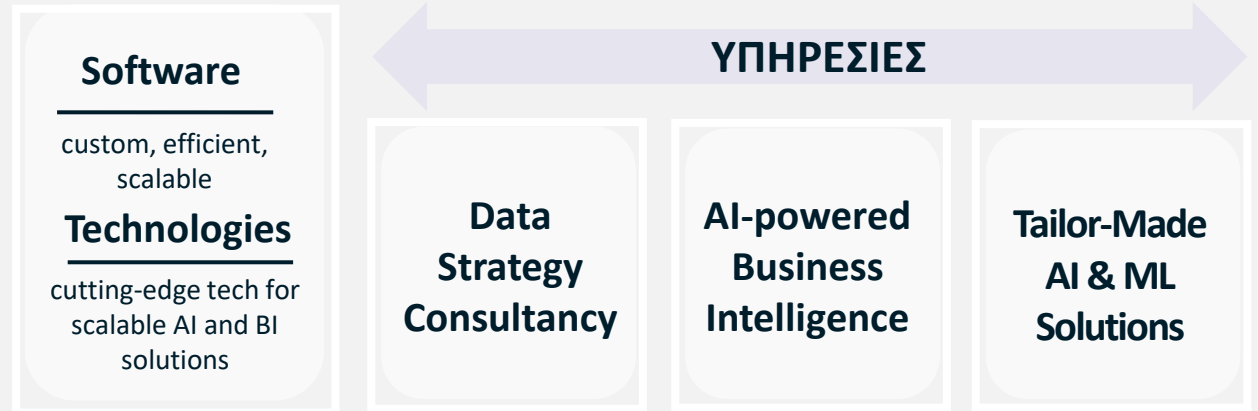 Software
custom, efficient,
scalable
Technologies
cutting-edge tech for
scalable AI and BI
solutions
ΥΠΗΡΕΣΙΕΣ
Data
Strategy
Consultancy
AI-powered
Business
Intelligence
Tailor-Made
AI & ML
Solutions